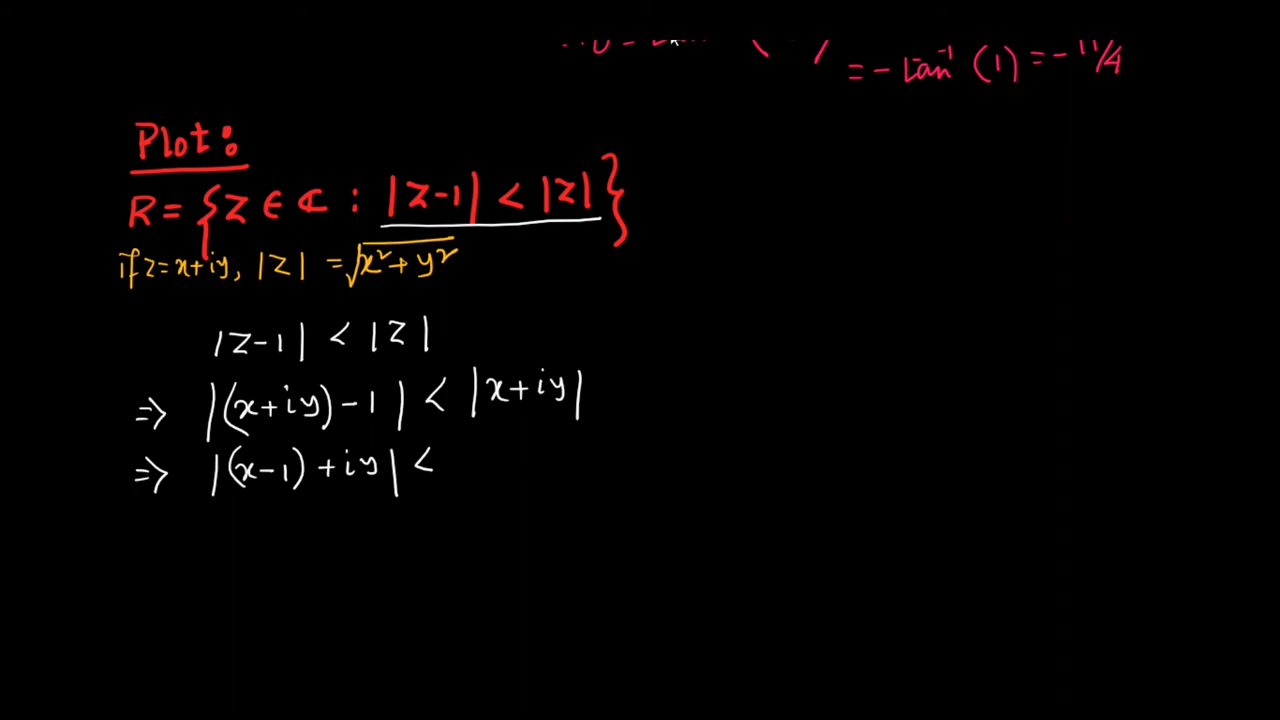 = - tan⁻¹ (1) = - π/4
Plot:
R = { z ∈ ℂ : |z-1| < |z| }
if z = x+iy, |z| = √x²+y²
|z-1| < |z|
⇒ |(x+iy)-1| < |x+iy|
⇒ |(x-1)+iy| <